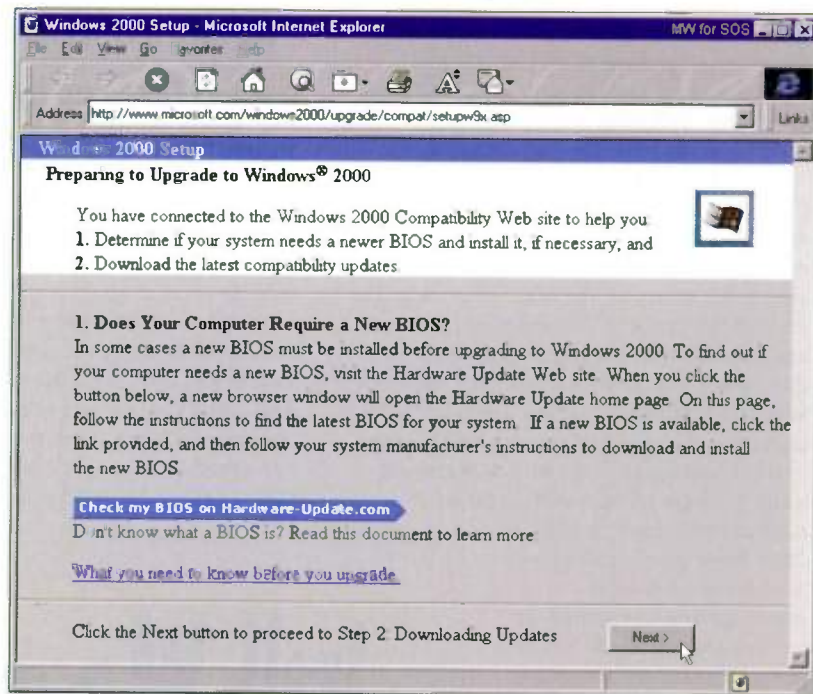 Windows 2000 Setup - Microsoft Internet Explorer MW for SOS
File Edit View Go Favorites Help
Address http://www.microsoft.com/windows2000/upgrade/compat/setupw9x.asp Links
Windows 2000 Setup
Preparing to Upgrade to Windows® 2000
You have connected to the Windows 2000 Compatibility Web site to help you
1. Determine if your system needs a newer BIOS and install it, if necessary, and
2. Download the latest compatibility updates
1. Does Your Computer Require a New BIOS?
In some cases a new BIOS must be installed before upgrading to Windows 2000. To find out if
your computer needs a new BIOS, visit the Hardware Update Web site. When you click the
button below, a new browser window will open the Hardware Update home page. On this page,
follow the instructions to find the latest BIOS for your system. If a new BIOS is available, click the
link provided, and then follow your system manufacturer's instructions to download and install
the new BIOS
Check my BIOS on Hardware-Update.com
Don't know what a BIOS is? Read this document to learn more
What you need to know before you upgrade
Click the Next button to proceed to Step 2 Downloading Updates Next >